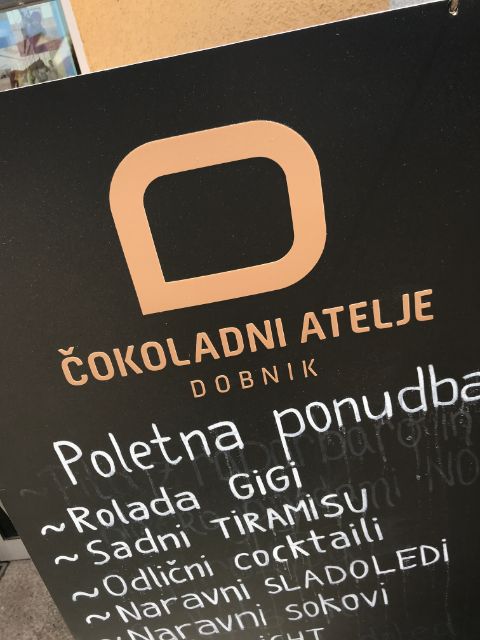 ČOKOLADNI ATELJE
DOBNIK
Poletna ponudba
~Rolada GiGi
~Sadni TiRAMiSU
~Odlični cocktaili
~Naravni SLADOLEDi
~Naravni sokovi